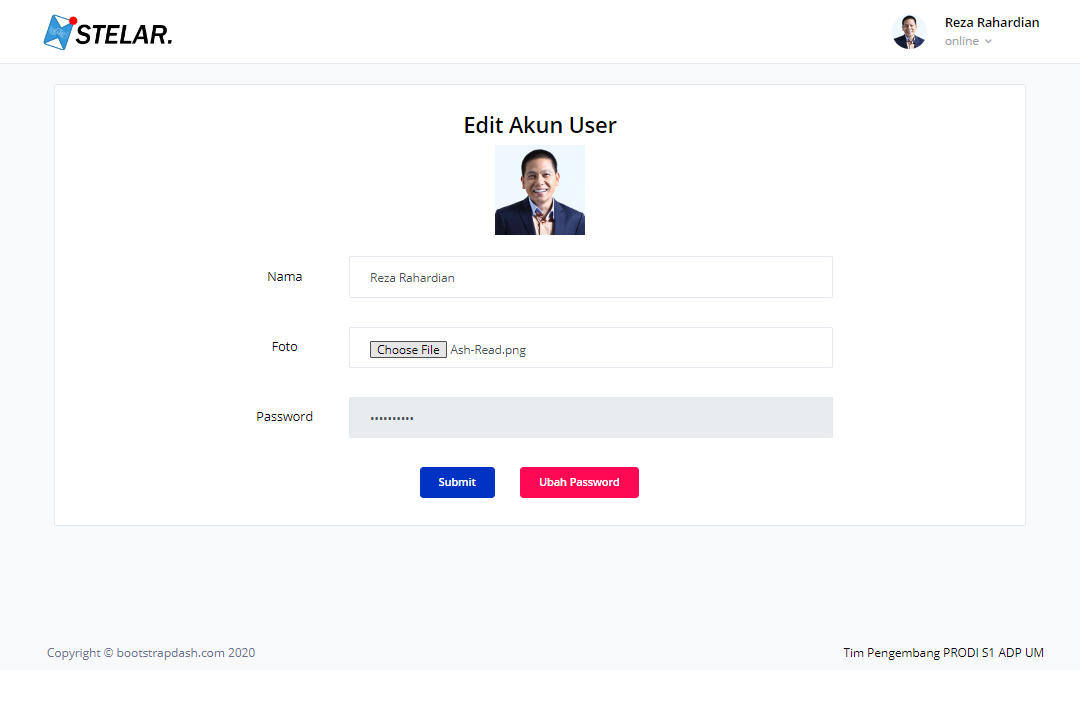 STELAR.
Reza Rahardian
online
Edit Akun User
Nama
Reza Rahardian
Foto
Choose File Ash-Read.png
Password
••••••••••
Submit
Ubah Password
Copyright © bootstrapdash.com 2020
Tim Pengembang PRODI S1 ADP UM